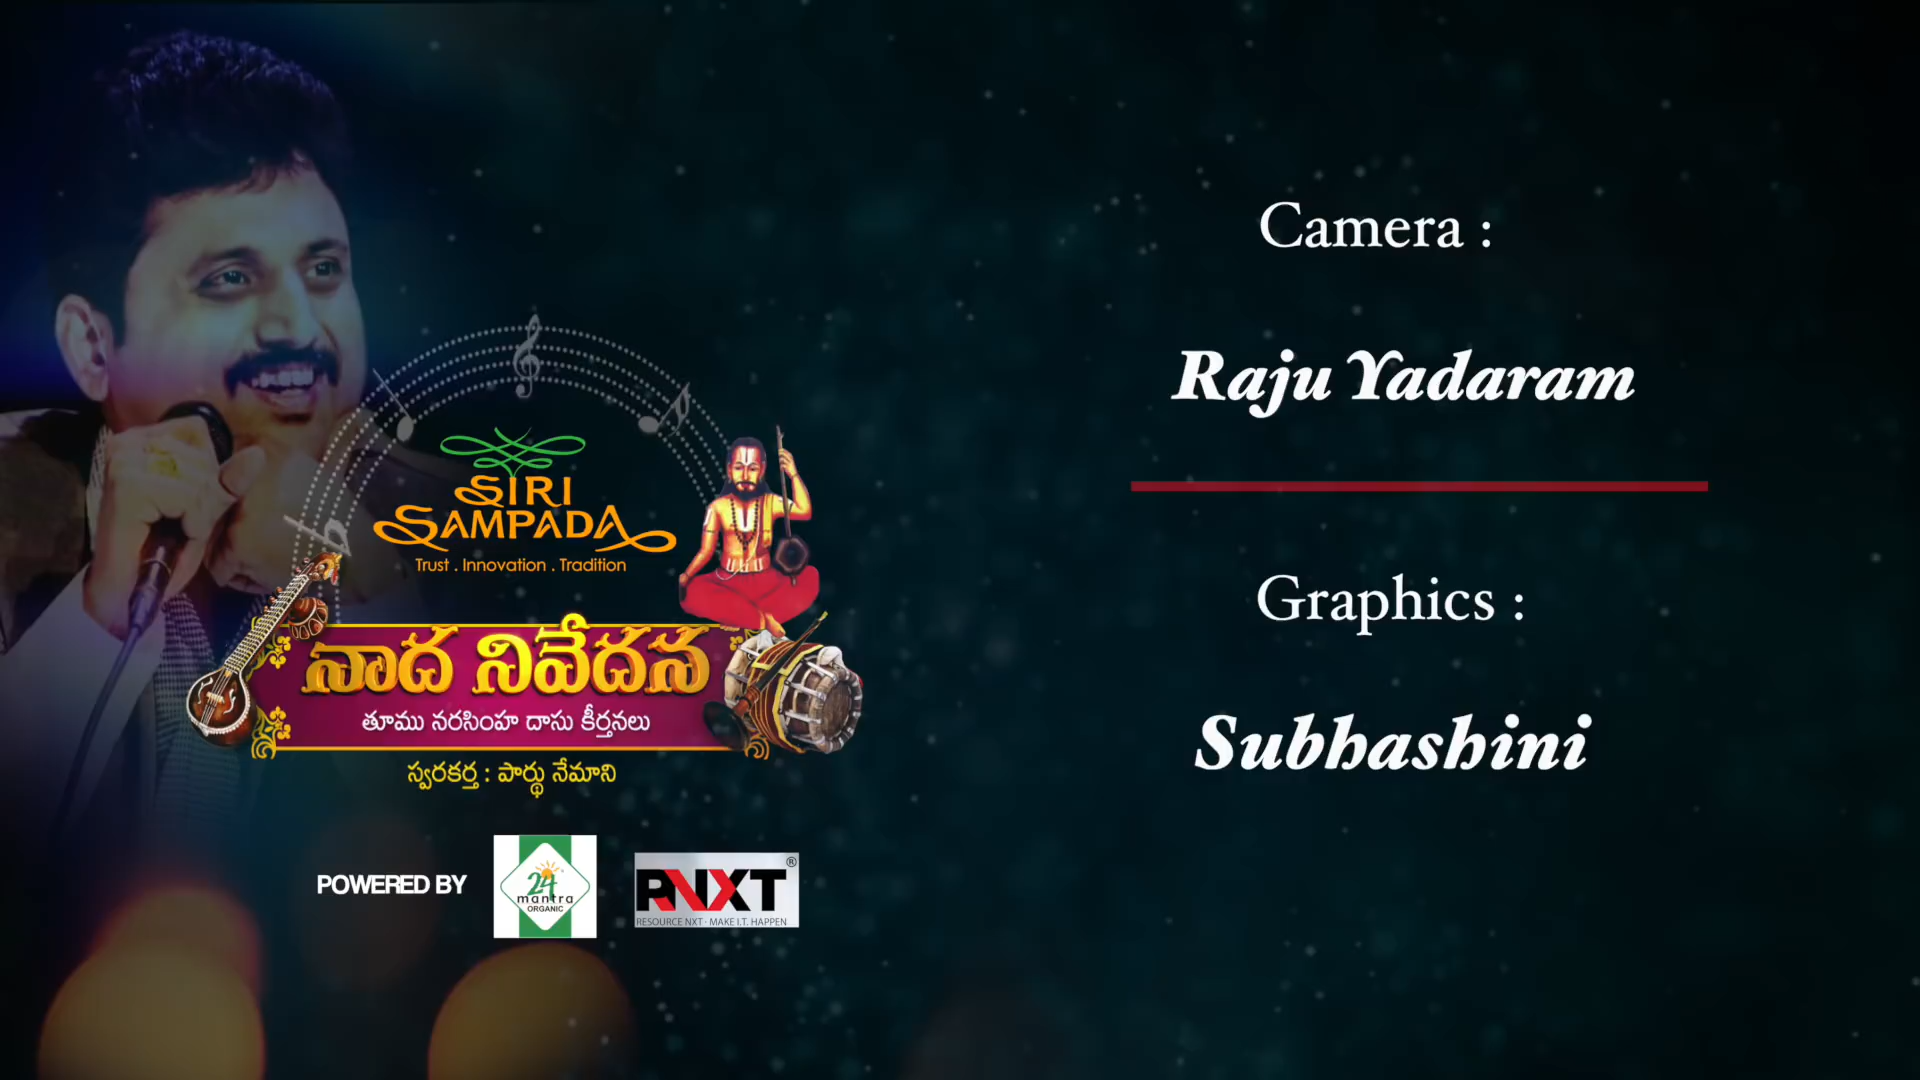 SIRI
SAMPADA
Trust . Innovation . Tradition
నాద నివేదన
తూము నరసింహ దాసు కీర్తనలు
స్వరకర్త : పార్థు నేమాని
POWERED BY
24
mantra
ORGANIC
RNXT ®
RESOURCE NXT - MAKE I.T. HAPPEN
Camera :
Raju Yadaram
Graphics :
Subhashini